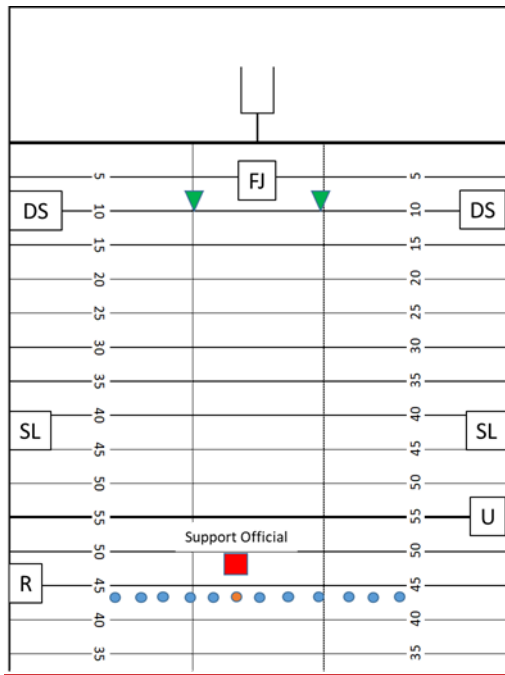 5 FJ 5
DS 10 10 DS
15 15
20 20
25 25
30 30
35 35
40 40
SL SL
45 45
50 50
55 55 U
Support Official
50 50
R 45 45
40 40
35 35